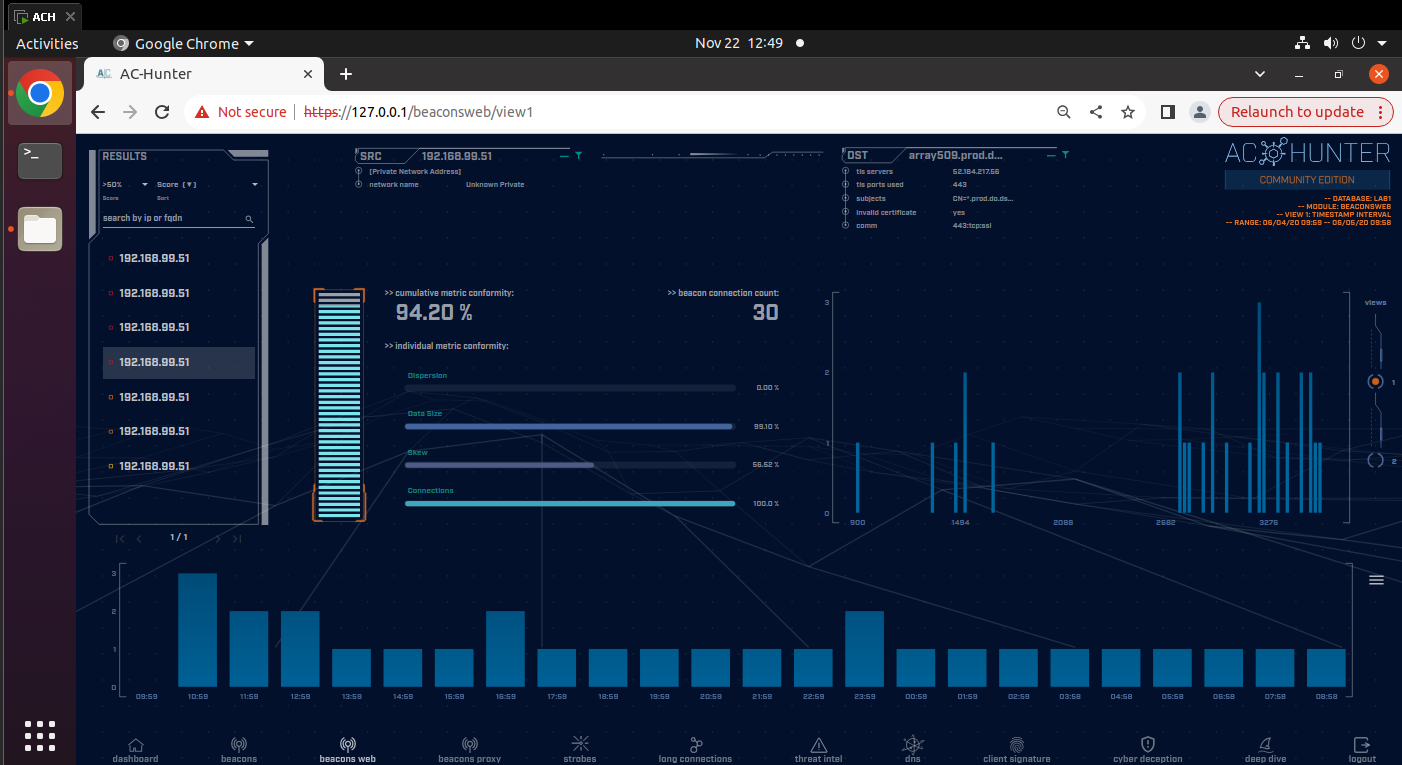 ACH
Activities
Google Chrome
Nov 22 12:49
AC-Hunter
Not secure
https://127.0.0.1/beaconsweb/view1
Relaunch to update
RESULTS
>50%
Score [▼]
Score
Sort
search by ip or fqdn
192.168.99.51
192.168.99.51
192.168.99.51
192.168.99.51
192.168.99.51
192.168.99.51
192.168.99.51
1 / 1
SRC 192.168.99.51
[Private Network Address]
network name Unknown Private
DST array509.prod.d...
tls servers 52.184.217.56
tls ports used 443
subjects CN=*.prod.do.ds...
invalid certificate yes
comm 443:tcp:ssl
AC HUNTER
COMMUNITY EDITION
-- DATABASE: LAB1
-- MODULE: BEACONSWEB
-- VIEW 1: TIMESTAMP INTERVAL
-- RANGE: 06/04/20 09:59 -- 06/05/20 09:58
>> cumulative metric conformity:
94.20 %
>> beacon connection count:
30
>> individual metric conformity:
Dispersion
0.00 %
Data Size
99.10 %
Skew
56.52 %
Connections
100.0 %
3
2
1
0
900 1494 2088 2682 3276
views
1
2
3
2
1
0
09:59 10:59 11:59 12:59 13:59 14:59 15:59 16:59 17:59 18:59 19:59 20:59 21:59 22:59 23:59 00:59 01:59 02:59 03:58 04:58 05:58 06:58 07:58 08:58
dashboard
beacons
beacons web
beacons proxy
strobes
long connections
threat intel
dns
client signature
cyber deception
deep dive
logout